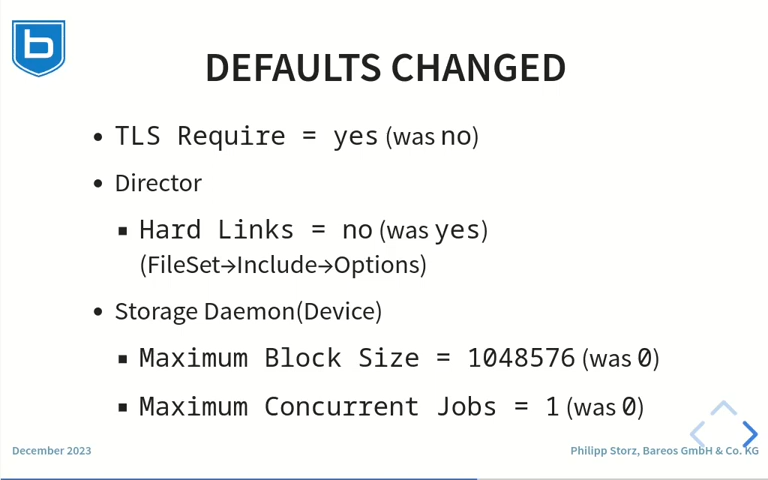 DEFAULTS CHANGED
• TLS Require = yes (was no)
• Director
▪ Hard Links = no (was yes)
(FileSet→Include→Options)
• Storage Daemon(Device)
▪ Maximum Block Size = 1048576 (was 0)
▪ Maximum Concurrent Jobs = 1 (was 0)
December 2023
Philipp Storz, Bareos GmbH & Co. KG